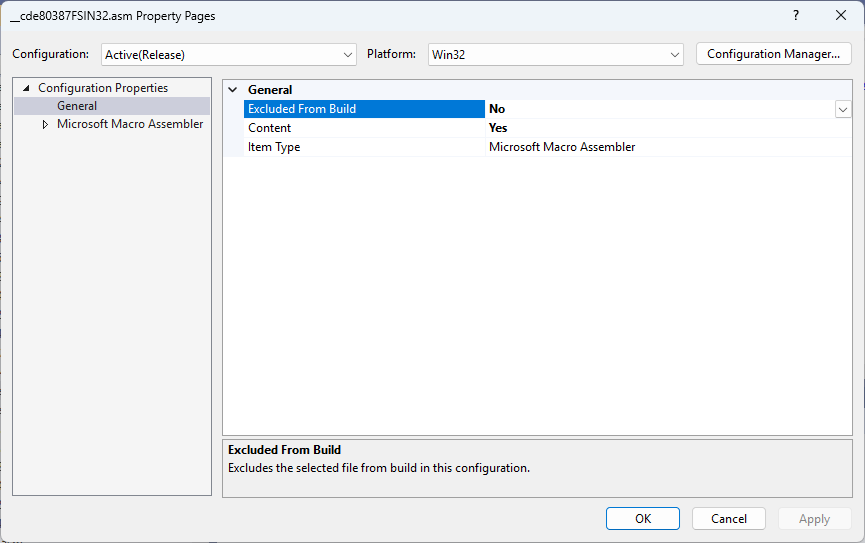 __cde80387FSIN32.asm Property Pages
?
Configuration: Active(Release) Platform: Win32 Configuration Manager...
Configuration Properties
General
Microsoft Macro Assembler
General
Excluded From Build No
Content Yes
Item Type Microsoft Macro Assembler
Excluded From Build
Excludes the selected file from build in this configuration.
OK Cancel Apply